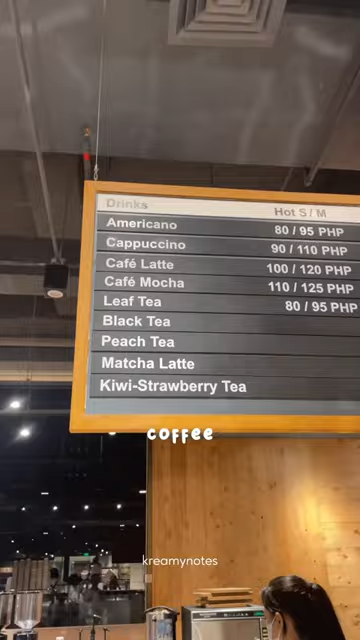 Drinks Hot S / M
Americano 80 / 95 PHP
Cappuccino 90 / 110 PHP
Café Latte 100 / 120 PHP
Café Mocha 110 / 125 PHP
Leaf Tea 80 / 95 PHP
Black Tea
Peach Tea
Matcha Latte
Kiwi-Strawberry Tea
coffee
kreamynotes